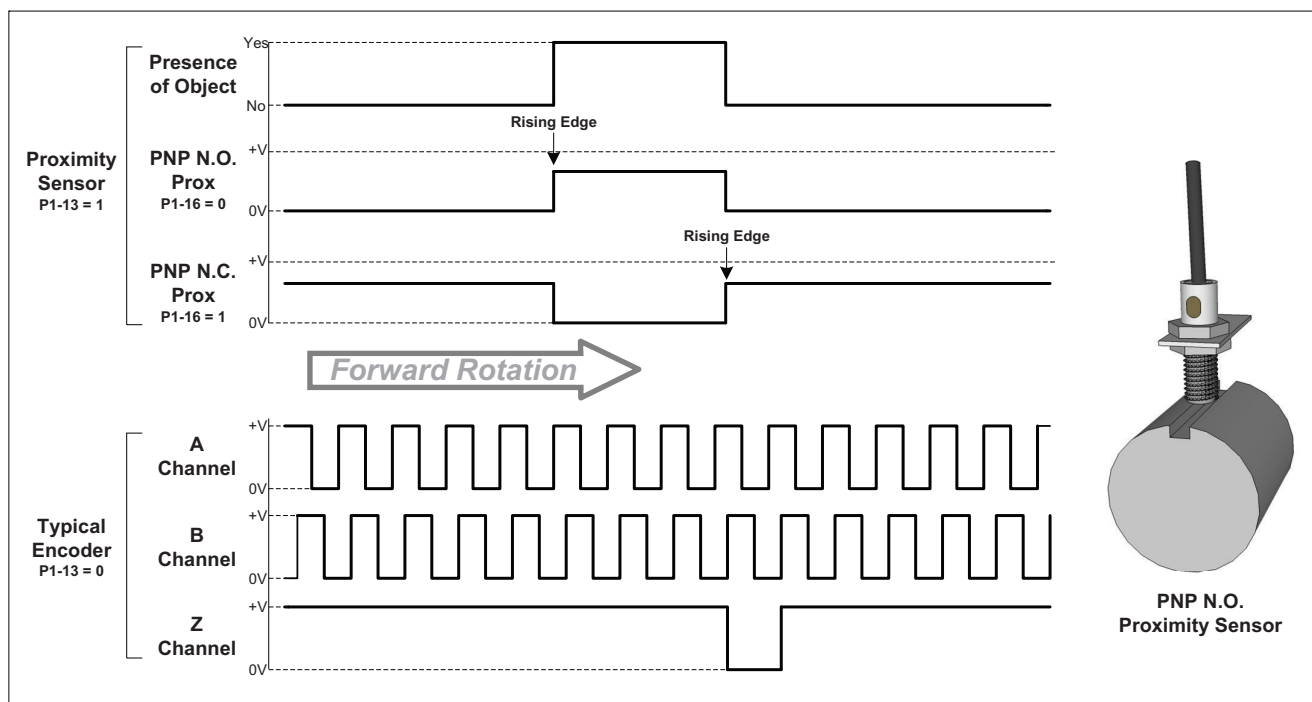 Proximity
Sensor
P1-13 = 1
Presence
of Object
Yes
No
PNP N.O.
Prox
P1-16 = 0
+V
0V
Rising Edge
PNP N.C.
Prox
P1-16 = 1
+V
0V
Rising Edge
Forward Rotation
Typical
Encoder
P1-13 = 0
A
Channel
+V
0V
B
Channel
+V
0V
Z
Channel
+V
0V
PNP N.O.
Proximity Sensor